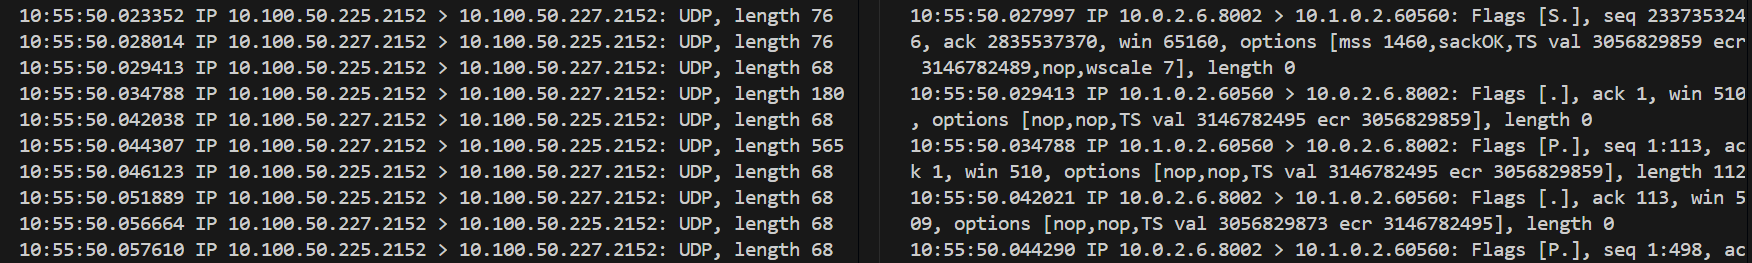 10:55:50.023352 IP 10.100.50.225.2152 > 10.100.50.227.2152: UDP, length 76
10:55:50.028014 IP 10.100.50.227.2152 > 10.100.50.225.2152: UDP, length 76
10:55:50.029413 IP 10.100.50.225.2152 > 10.100.50.227.2152: UDP, length 68
10:55:50.034788 IP 10.100.50.225.2152 > 10.100.50.227.2152: UDP, length 180
10:55:50.042038 IP 10.100.50.227.2152 > 10.100.50.225.2152: UDP, length 68
10:55:50.044307 IP 10.100.50.227.2152 > 10.100.50.225.2152: UDP, length 565
10:55:50.046123 IP 10.100.50.225.2152 > 10.100.50.227.2152: UDP, length 68
10:55:50.051889 IP 10.100.50.225.2152 > 10.100.50.227.2152: UDP, length 68
10:55:50.056664 IP 10.100.50.227.2152 > 10.100.50.225.2152: UDP, length 68
10:55:50.057610 IP 10.100.50.225.2152 > 10.100.50.227.2152: UDP, length 68
10:55:50.027997 IP 10.0.2.6.8002 > 10.1.0.2.60560: Flags [S.], seq 233735324
6, ack 2835537370, win 65160, options [mss 1460,sackOK,TS val 3056829859 ecr
3146782489,nop,wscale 7], length 0
10:55:50.029413 IP 10.1.0.2.60560 > 10.0.2.6.8002: Flags [.], ack 1, win 510
, options [nop,nop,TS val 3146782495 ecr 3056829859], length 0
10:55:50.034788 IP 10.1.0.2.60560 > 10.0.2.6.8002: Flags [P.], seq 1:113, ac
k 1, win 510, options [nop,nop,TS val 3146782495 ecr 3056829859], length 112
10:55:50.042021 IP 10.0.2.6.8002 > 10.1.0.2.60560: Flags [.], ack 113, win 5
09, options [nop,nop,TS val 3056829873 ecr 3146782495], length 0
10:55:50.044290 IP 10.0.2.6.8002 > 10.1.0.2.60560: Flags [P.], seq 1:498, ac